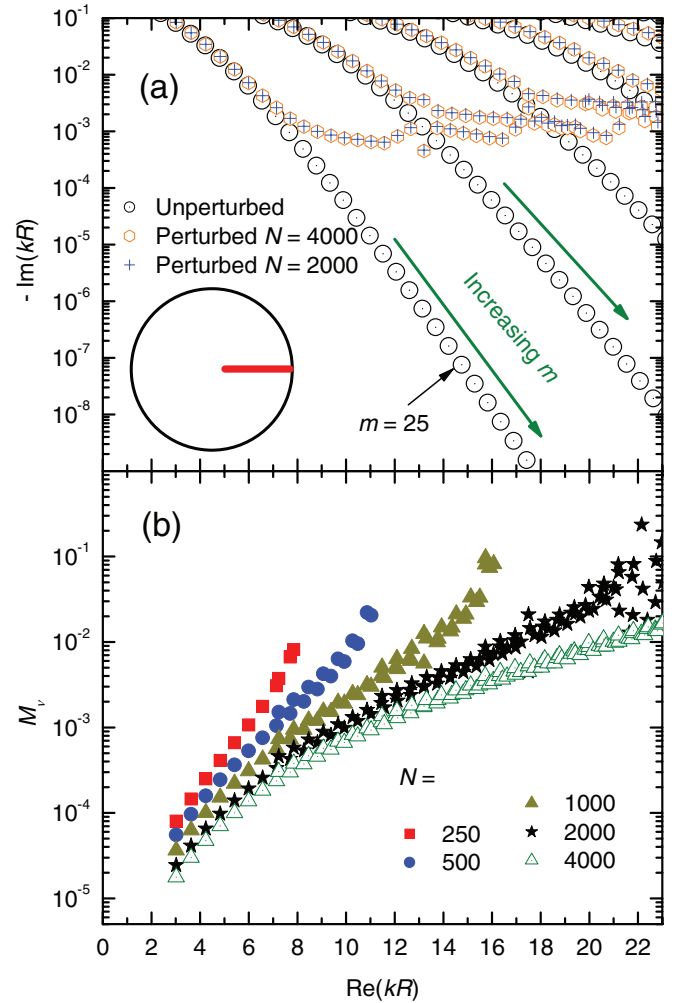 10^-1
10^-2
10^-3
10^-4
10^-5
10^-6
10^-7
10^-8
- Im(kR)
(a)
Unperturbed
Perturbed N = 4000
Perturbed N = 2000
Increasing m
m = 25
(b)
10^-1
10^-2
10^-3
10^-4
10^-5
M_ν
N =
250
500
1000
2000
4000
0 2 4 6 8 10 12 14 16 18 20 22
Re(kR)